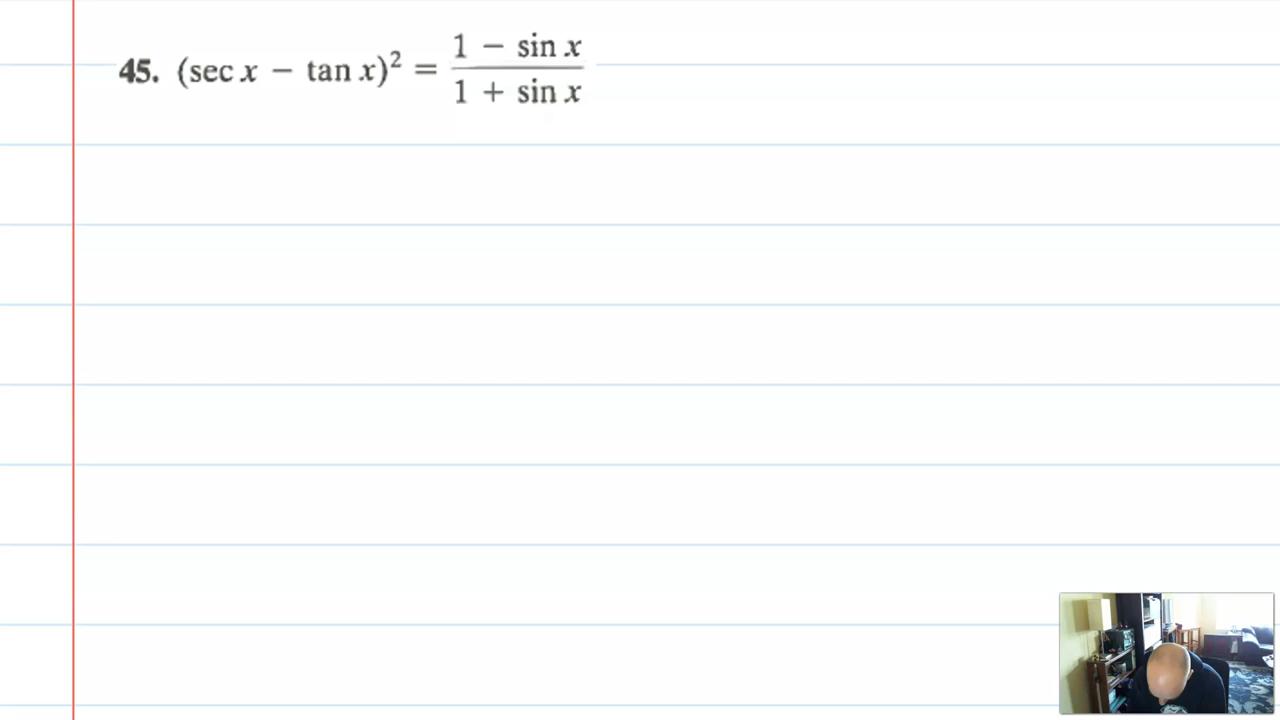 45. (sec x − tan x)² = (1 − sin x)/(1 + sin x)